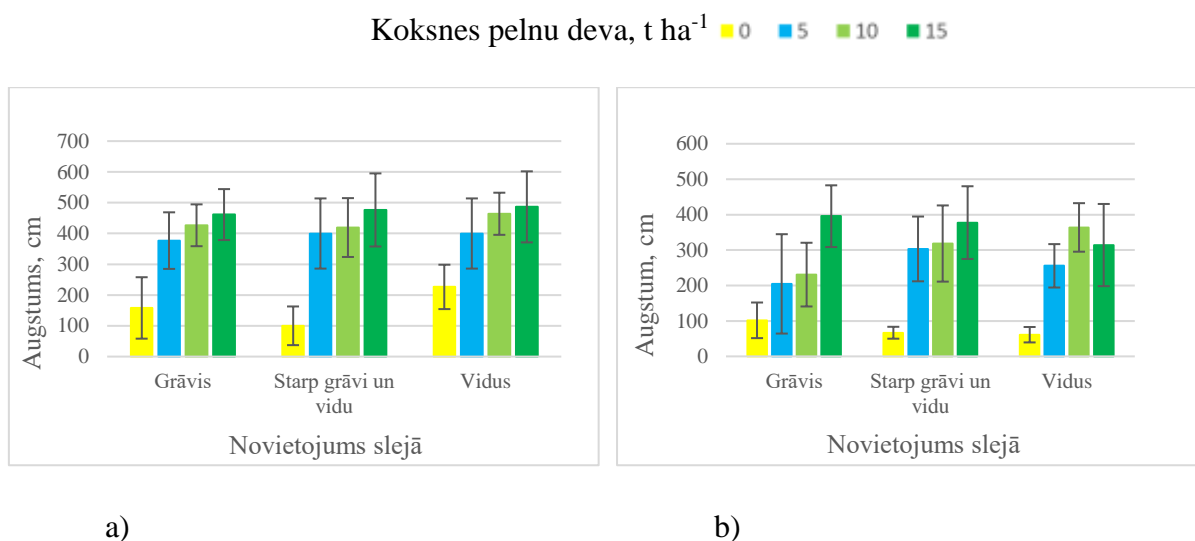 Koksnes pelnu deva, t ha-1 0 5 10 15
700
600
500
400
300
200
100
0
Augstums, cm
Grāvis
Starp grāvi un
vidu
Vidus
Novietojums slejā
a)
600
500
400
300
200
100
0
Augstum, cm
Grāvis
Starp grāvi un
vidu
Vidus
Novietojums slejā
b)